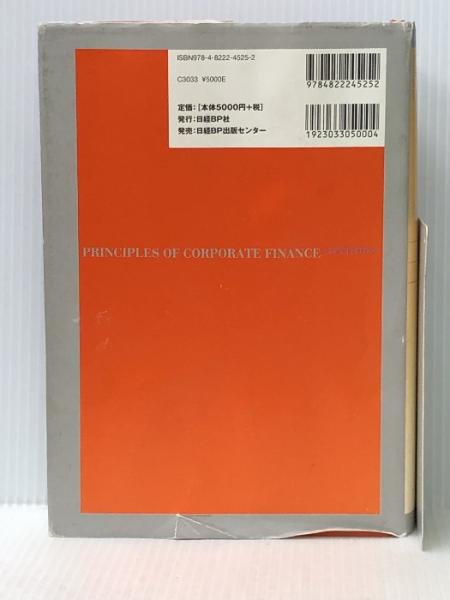 ISBN978-4-8222-4525-2
C3033 ¥5000E
定価：[本体5000円+税]
発行：日経BP社
発売：日経BP出版センター
9784822245252
1923033050004
PRINCIPLES OF CORPORATE FINANCE